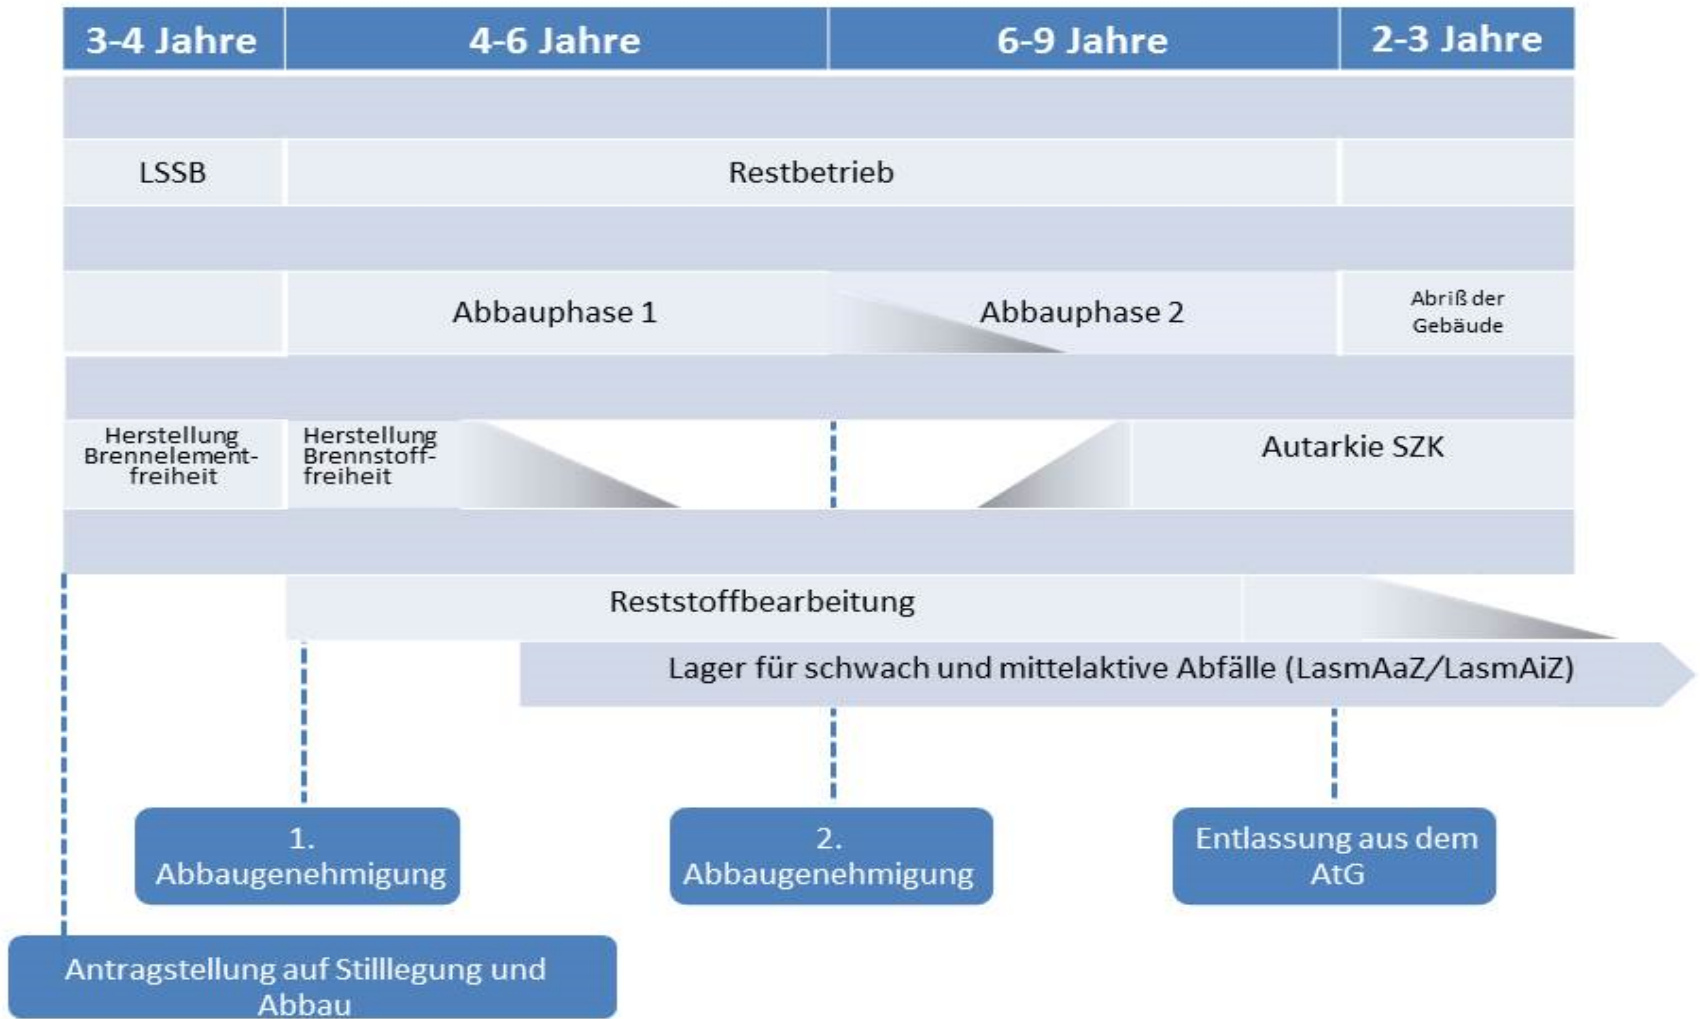 3-4 Jahre
4-6 Jahre
6-9 Jahre
2-3 Jahre
LSSB
Restbetrieb
Abbauphase 1
Abbauphase 2
Abriß der
Gebäude
Herstellung
Brennelement-
freiheit
Herstellung
Brennstoff-
freiheit
Autarkie SZK
Reststoffbearbeitung
Lager für schwach und mittelaktive Abfälle (LasmAaZ/LasmAiZ)
1.
Abbaugenehmigung
2.
Abbaugenehmigung
Entlassung aus dem
AtG
Antragstellung auf Stilllegung und
Abbau